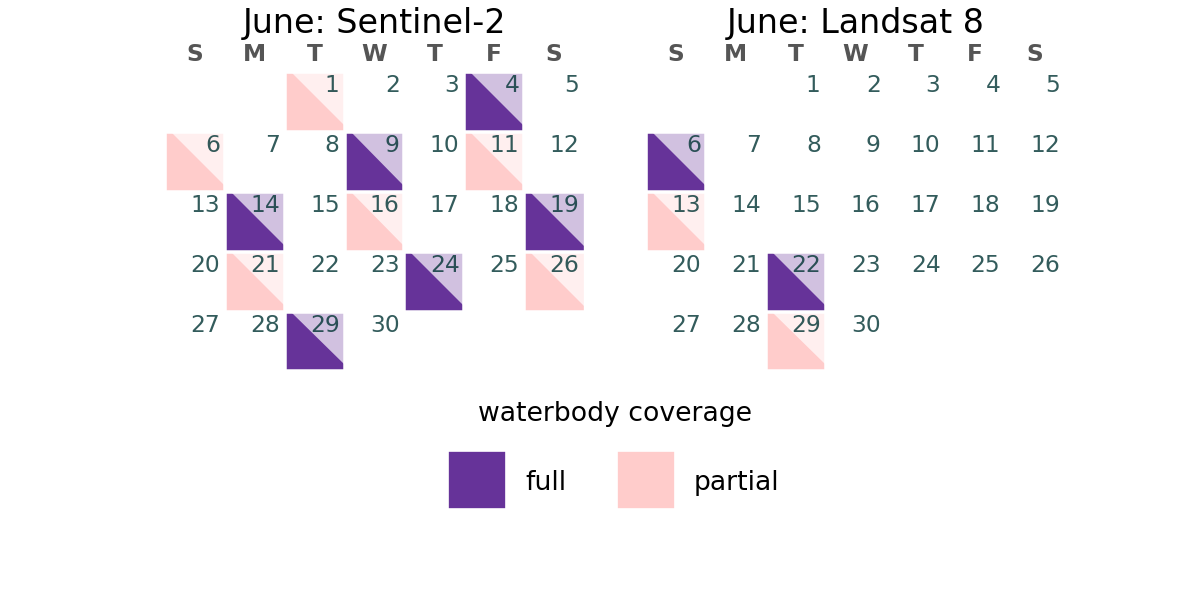 June: Sentinel-2
S M T W T F S
1 2 3 4 5
6 7 8 9 10 11 12
13 14 15 16 17 18 19
20 21 22 23 24 25 26
27 28 29 30
June: Landsat 8
S M T W T F S
1 2 3 4 5
6 7 8 9 10 11 12
13 14 15 16 17 18 19
20 21 22 23 24 25 26
27 28 29 30
waterbody coverage
full
partial